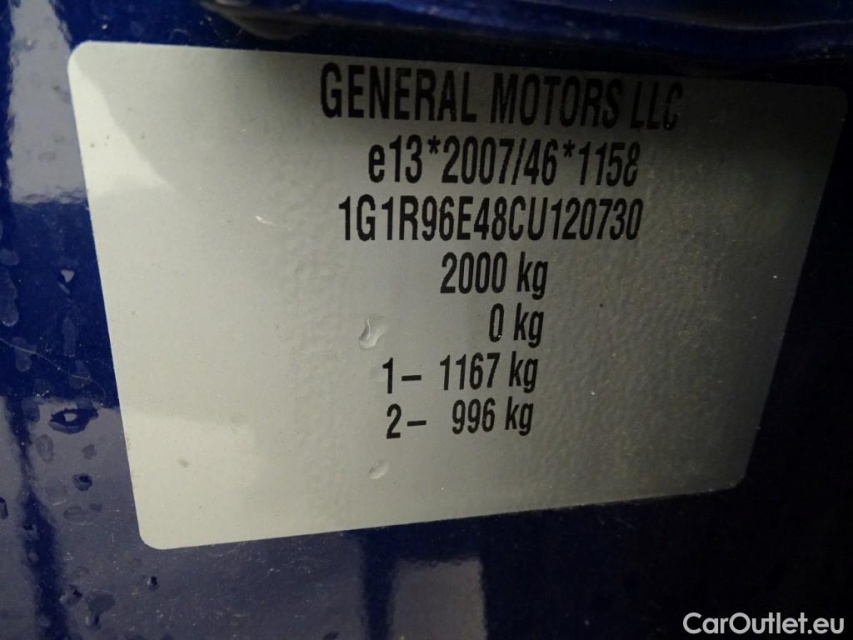 GENERAL MOTORS LLC
e13*2007/46*1158
1G1R96E48CU120730
2000 kg
0 kg
1- 1167 kg
2- 996 kg
CarOutlet.eu